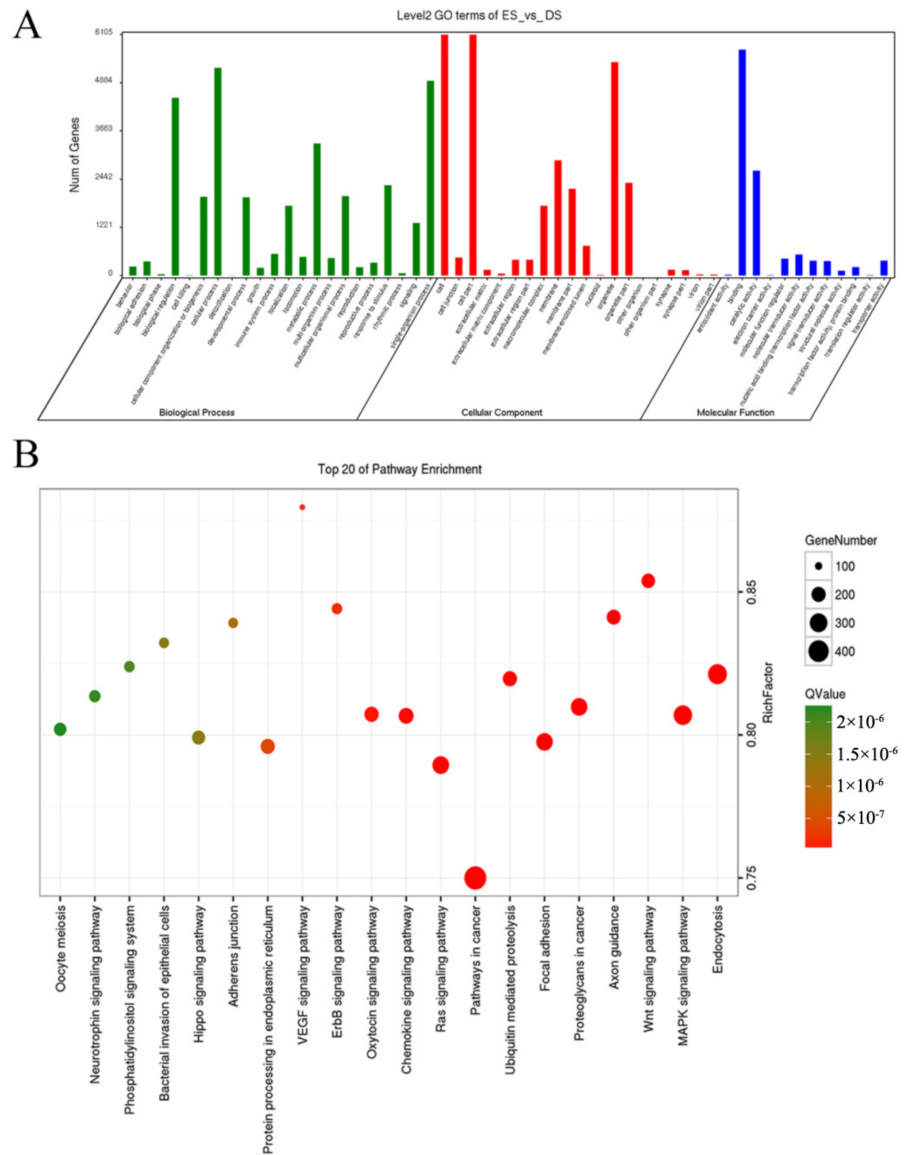 A
Level2 GO terms of ES_vs_DS
Num of Genes
6105
4884
3663
2442
1221
0
behavior
biological adhesion
biological phase
biological regulation
cell killing
cellular component organization or biogenesis
cellular process
detoxification
developmental process
growth
immune system process
localization
locomotion
metabolic process
multi-organism process
multicellular organismal process
reproduction
reproductive process
response to stimulus
rhythmic process
signaling
single-organism process
cell
cell junction
cell part
extracellular matrix
extracellular matrix component
extracellular region
extracellular region part
macromolecular complex
membrane
membrane part
membrane-enclosed lumen
nucleoid
organelle
organelle part
other organism
other organism part
synapse
synapse part
virion
virion part
antioxidant activity
binding
catalytic activity
electron carrier activity
molecular function regulator
molecular transducer activity
nucleic acid binding transcription factor activity
signal transducer activity
structural molecule activity
transcription factor activity, protein binding
translation regulator activity
transporter activity
Biological Process
Cellular Component
Molecular Function
B
Top 20 of Pathway Enrichment
0.85
0.80
0.75
RichFactor
GeneNumber
100
200
300
400
QValue
2×10⁻⁶
1.5×10⁻⁶
1×10⁻⁶
5×10⁻⁷
Oocyte meiosis
Neurotrophin signaling pathway
Phosphatidylinositol signaling system
Bacterial invasion of epithelial cells
Hippo signaling pathway
Adherens junction
Protein processing in endoplasmic reticulum
VEGF signaling pathway
ErbB signaling pathway
Oxytocin signaling pathway
Chemokine signaling pathway
Ras signaling pathway
Pathways in cancer
Ubiquitin mediated proteolysis
Focal adhesion
Proteoglycans in cancer
Axon guidance
Wnt signaling pathway
MAPK signaling pathway
Endocytosis